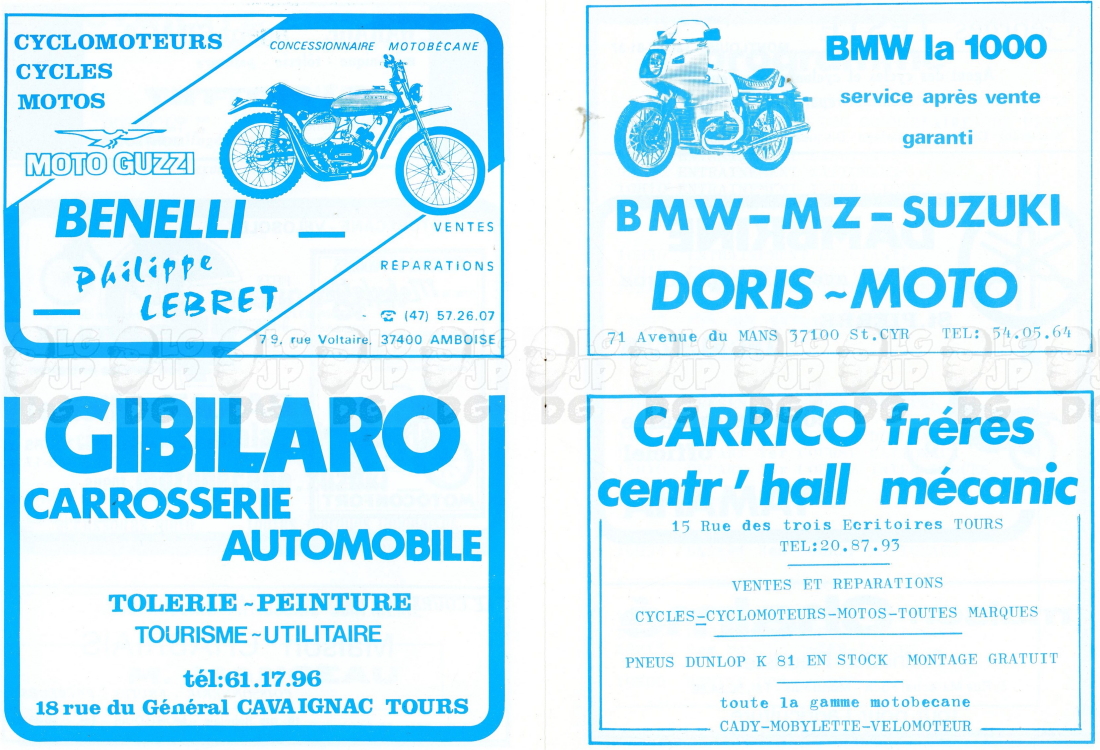 CYCLOMOTEURS
CYCLES
MOTOS
CONCESSIONNAIRE MOTOBÉCANE
MOTO GUZZI
BENELLI
Philippe
LEBRET
VENTES
RÉPARATIONS
- ☎ (47) 57.26.07
79, rue Voltaire, 37400 AMBOISE
BMW la 1000
service après vente
garanti
BMW-MZ-SUZUKI
DORIS~MOTO
71 Avenue du MANS 37100 St.CYR TEL: 54.05.64
GIBILARO
CARROSSERIE
AUTOMOBILE
TOLERIE~PEINTURE
TOURISME~UTILITAIRE
tél:61.17.96
18 rue du Général CAVAIGNAC TOURS
CARRICO fréres
centr' hall mécanic
15 Rue des trois Ecritoires TOURS
TEL:20.87.93
VENTES ET REPARATIONS
CYCLES-CYCLOMOTEURS-MOTOS-TOUTES MARQUES
PNEUS DUNLOP K 81 EN STOCK MONTAGE GRATUIT
toute la gamme motobecane
CADY-MOBYLETTE-VELOMOTEUR
LG JP DG